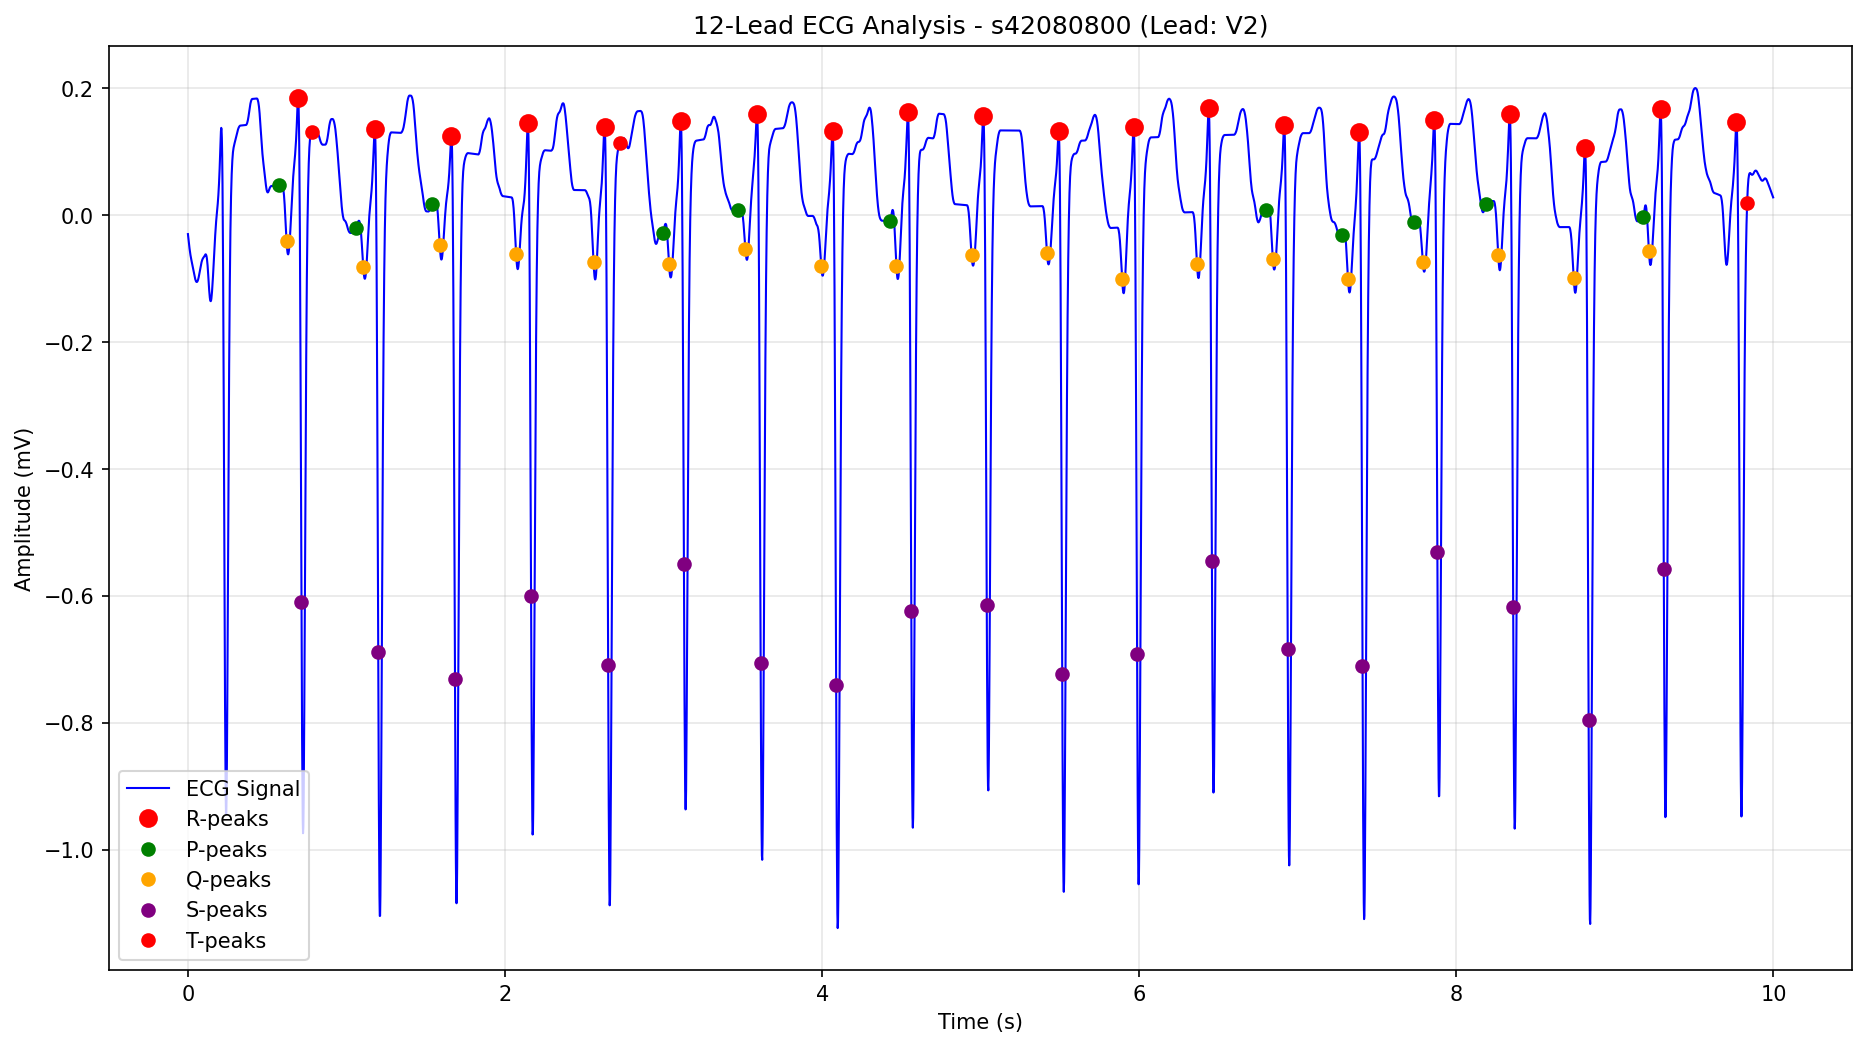 12-Lead ECG Analysis - s42080800 (Lead: V2)
Amplitude (mV)
0.2
0.0
−0.2
−0.4
−0.6
−0.8
−1.0
ECG Signal
R-peaks
P-peaks
Q-peaks
S-peaks
T-peaks
0 2 4 6 8 10
Time (s)